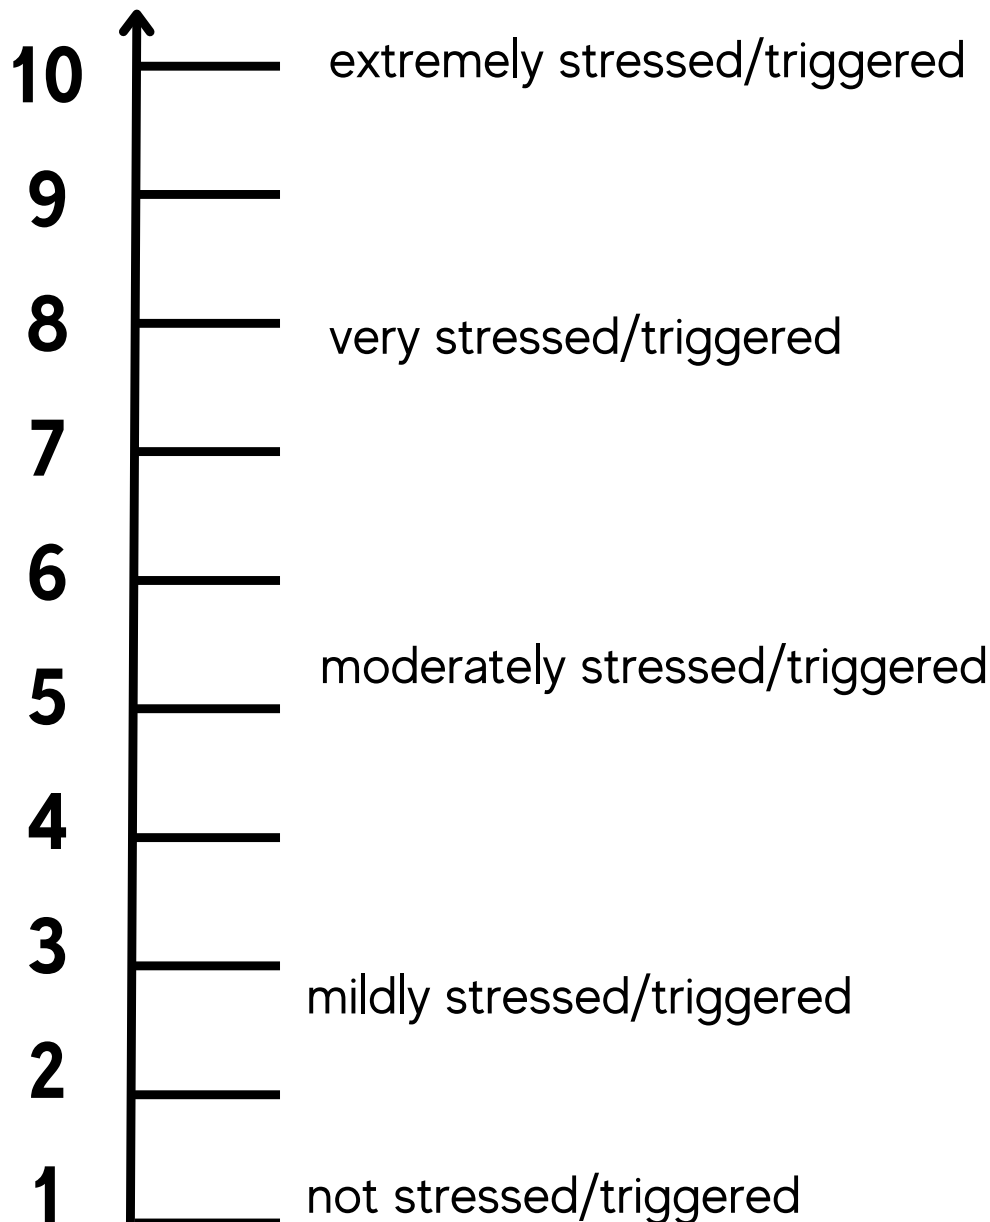 10 extremely stressed/triggered
9
8 very stressed/triggered
7
6
5 moderately stressed/triggered
4
3 mildly stressed/triggered
2
1 not stressed/triggered